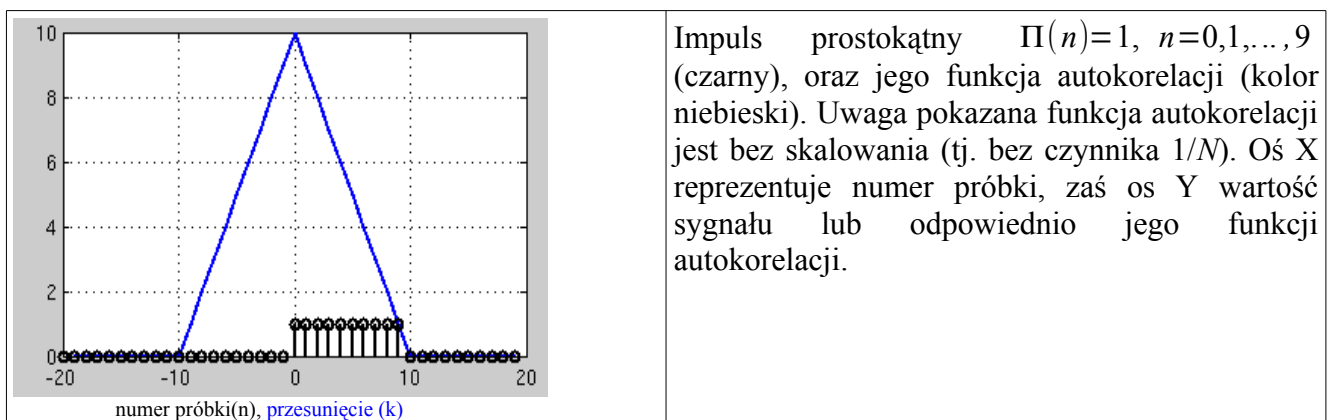 10
8
6
4
2
0
-20 -10 0 10 20
numer próbki(n), przesunięcie (k)
Impuls prostokątny Π(n)=1, n=0,1,...,9
(czarny), oraz jego funkcja autokorelacji (kolor
niebieski). Uwaga pokazana funkcja autokorelacji
jest bez skalowania (tj. bez czynnika 1/N). Oś X
reprezentuje numer próbki, zaś os Y wartość
sygnału lub odpowiednio jego funkcji
autokorelacji.